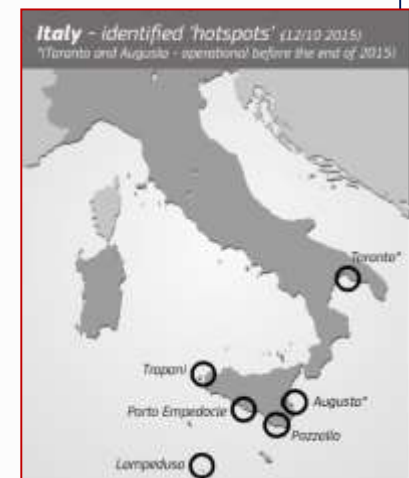 Italy - identified 'hotspots' (12/10 2015)
*(Taranto and Augusta - operational before the end of 2015)
Taranto*
Trapani
Porto Empedocle
Augusta*
Pozzallo
Lampedusa